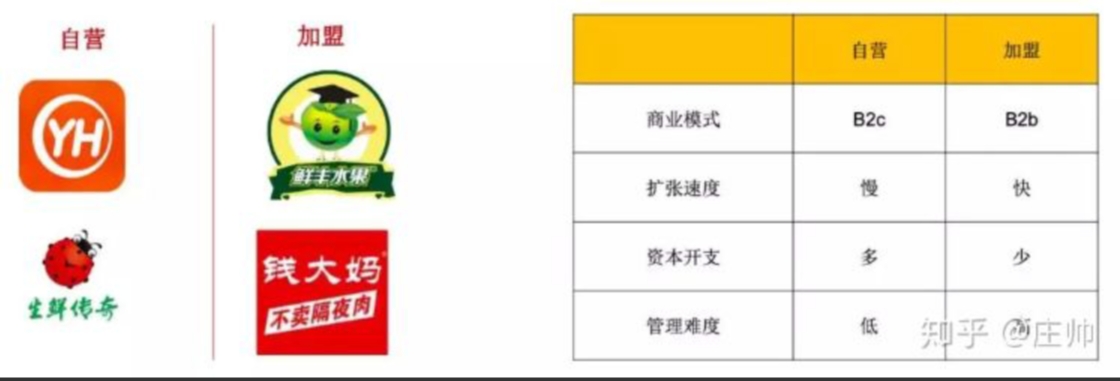 自营
加盟
YH
鲜丰水果
生鲜传奇
钱大妈
不卖隔夜肉
自营 加盟
商业模式 B2c B2b
扩张速度 慢 快
资本开支 多 少
管理难度 低
知乎 @庄帅